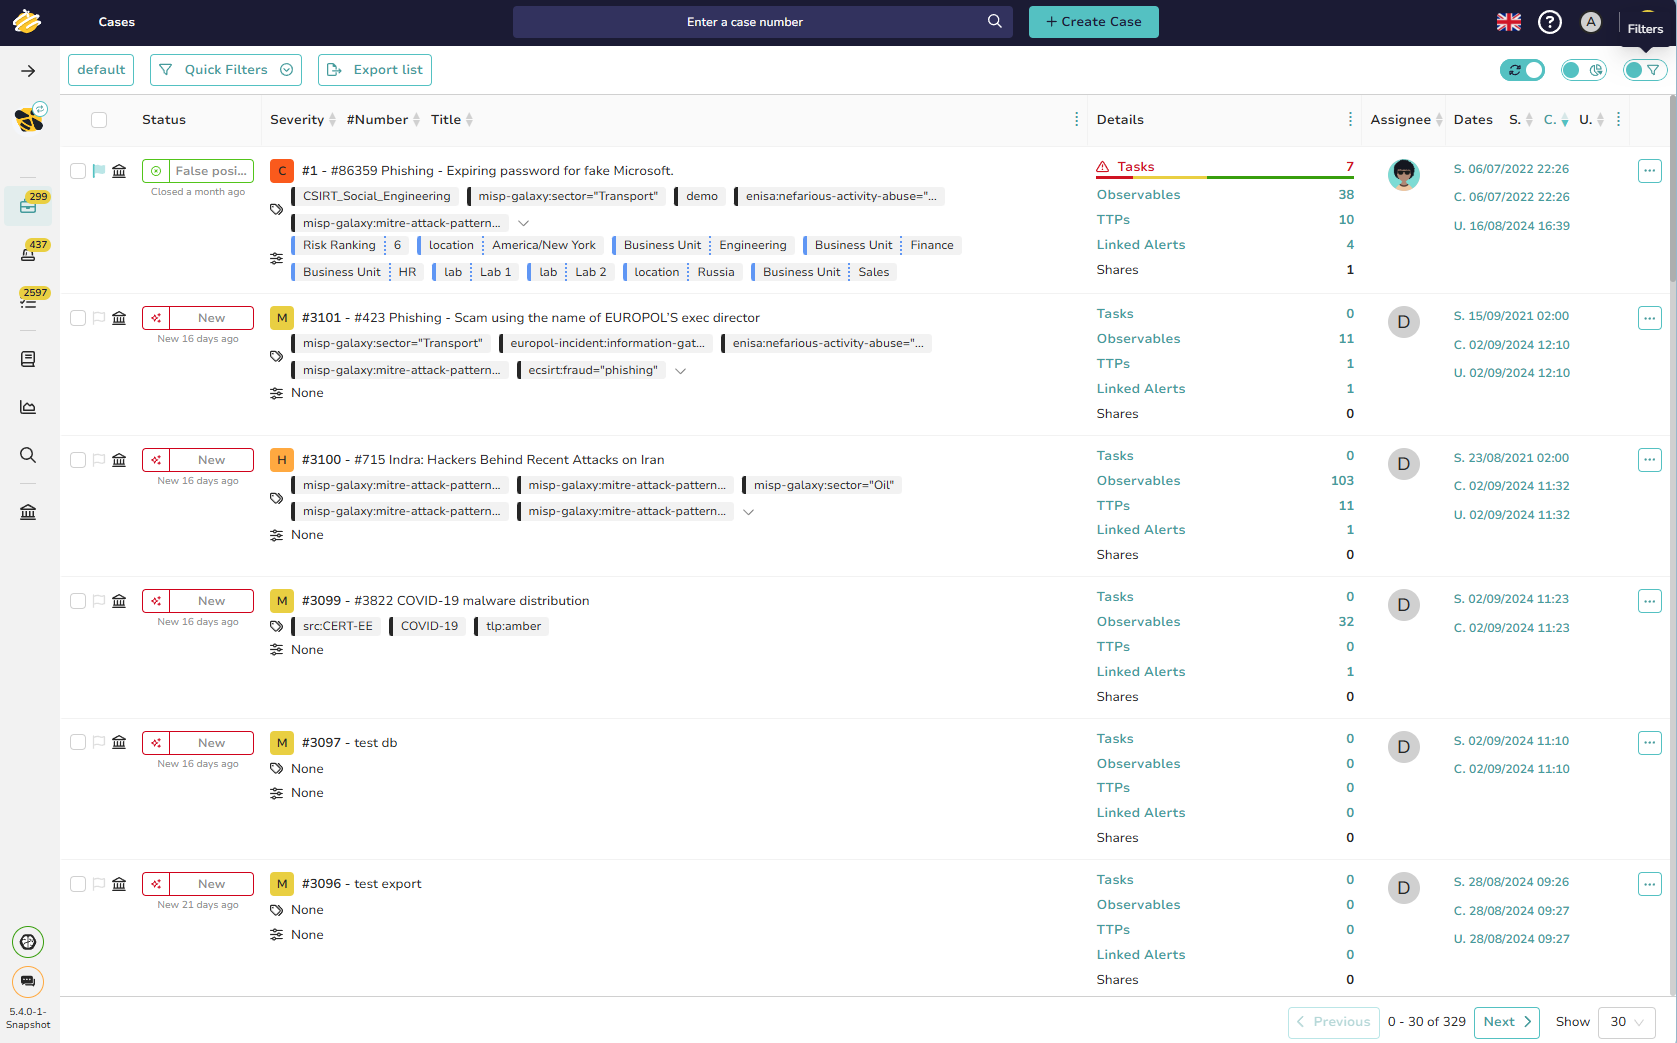 Cases
Enter a case number
+ Create Case
A
Filters
default
Quick Filters
Export list
Status
Severity #Number Title
Details
Assignee
Dates S. C. U.
299
437
2597
False posi...
Closed a month ago
C #1 - #86359 Phishing - Expiring password for fake Microsoft.
CSIRT_Social_Engineering misp-galaxy:sector="Transport" demo enisa:nefarious-activity-abuse="...
misp-galaxy:mitre-attack-pattern...
Risk Ranking 6 location America/New York Business Unit Engineering Business Unit Finance
Business Unit HR lab Lab 1 lab Lab 2 location Russia Business Unit Sales
Tasks 7
Observables 38
TTPs 10
Linked Alerts 4
Shares 1
S. 06/07/2022 22:26
C. 06/07/2022 22:26
U. 16/08/2024 16:39
New
New 16 days ago
M #3101 - #423 Phishing - Scam using the name of EUROPOL'S exec director
misp-galaxy:sector="Transport" europol-incident:information-gat... enisa:nefarious-activity-abuse="...
misp-galaxy:mitre-attack-pattern... ecsirt:fraud="phishing"
None
Tasks 0
Observables 11
TTPs 1
Linked Alerts 1
Shares 0
D
S. 15/09/2021 02:00
C. 02/09/2024 12:10
U. 02/09/2024 12:10
New
New 16 days ago
H #3100 - #715 Indra: Hackers Behind Recent Attacks on Iran
misp-galaxy:mitre-attack-pattern... misp-galaxy:mitre-attack-pattern... misp-galaxy:sector="Oil"
misp-galaxy:mitre-attack-pattern... misp-galaxy:mitre-attack-pattern...
None
Tasks 0
Observables 103
TTPs 11
Linked Alerts 1
Shares 0
D
S. 23/08/2021 02:00
C. 02/09/2024 11:32
U. 02/09/2024 11:32
New
New 16 days ago
M #3099 - #3822 COVID-19 malware distribution
src:CERT-EE COVID-19 tlp:amber
None
Tasks 0
Observables 32
TTPs 0
Linked Alerts 1
Shares 0
D
S. 02/09/2024 11:23
C. 02/09/2024 11:23
New
New 16 days ago
M #3097 - test db
None
None
Tasks 0
Observables 0
TTPs 0
Linked Alerts 0
Shares 0
D
S. 02/09/2024 11:10
C. 02/09/2024 11:10
New
New 21 days ago
M #3096 - test export
None
None
Tasks 0
Observables 0
TTPs 0
Linked Alerts 0
Shares 0
D
S. 28/08/2024 09:26
C. 28/08/2024 09:27
U. 28/08/2024 09:27
5.4.0-1-
Snapshot
Previous 0 - 30 of 329 Next Show 30